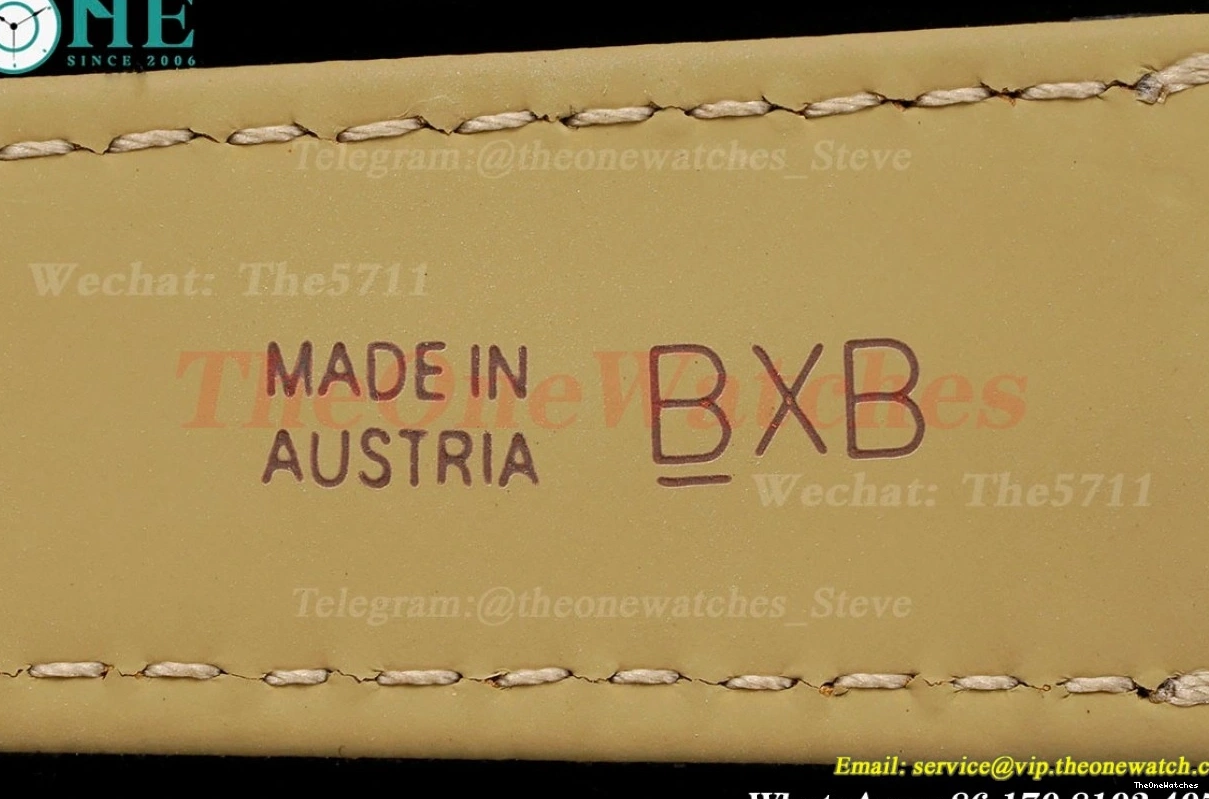 ONE
SINCE 2006
Telegram:@theonewatches_Steve
Wechat: The5711
TheOneWatches
MADE IN
AUSTRIA
BXB
Wechat: The5711
Telegram:@theonewatches_Steve
Email: service@vip.theonewatch.c
TheOneWatches